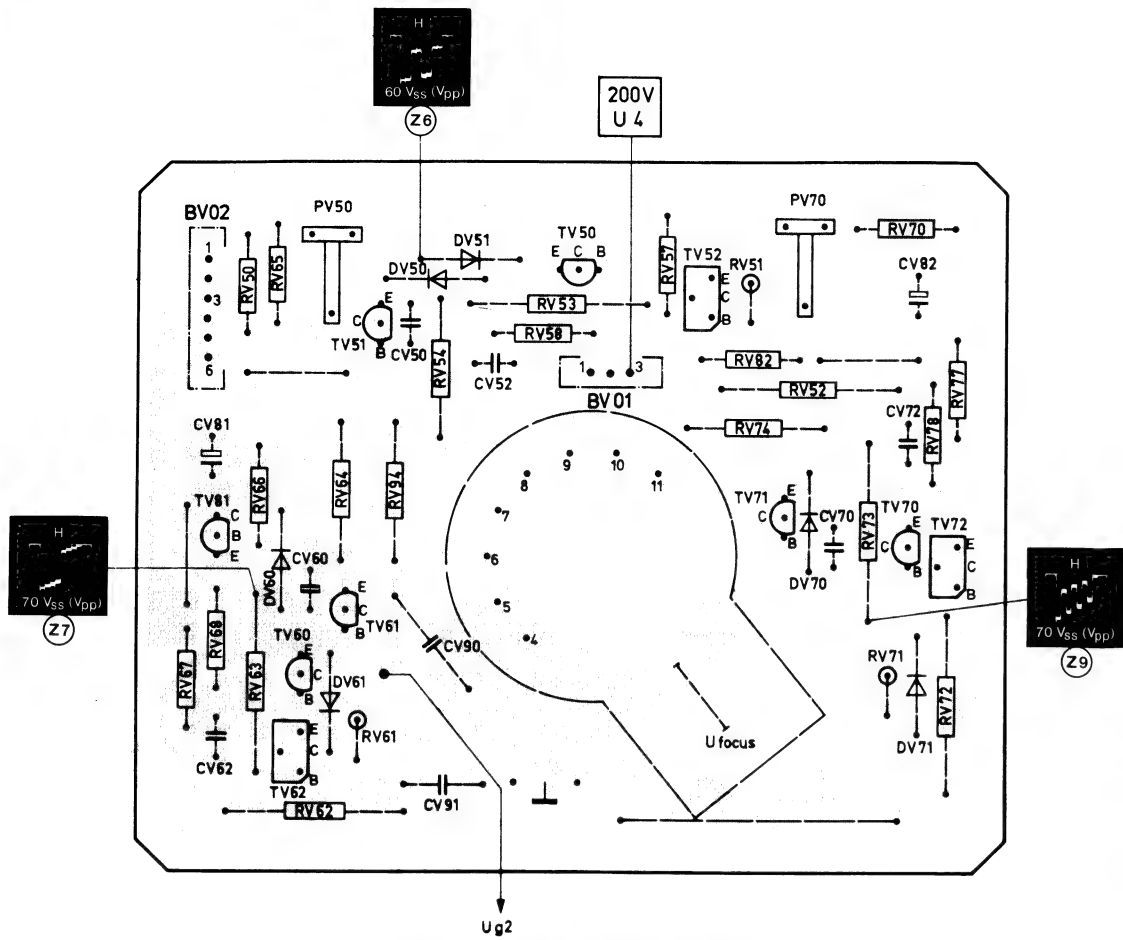 H
60 Vss (Vpp)
Z6
200V
U 4
BV02
1
3
6
PV50
RV50
RV65
DV51
DV50
TV50
E C B
RV57
TV52
E
C
B
RV51
PV70
RV70
CV82
E
C
B
TV51
CV50
RV53
RV58
RV54
CV52
1
3
BV01
RV82
RV52
RV74
CV72
RV78
RV77
CV81
RV66
RV64
RV94
TV81
C
B
E
8
9
10
11
7
6
5
4
TV71
E
C
B
CV70
DV70
RV73
TV70
E
C
B
TV72
E
C
B
H
70 Vss (Vpp)
Z7
H
70 Vss (Vpp)
Z9
DV60
CV60
E
C
B
TV61
CV90
RV68
RV67
RV63
TV60
E
C
B
DV61
RV61
CV62
TV62
E
C
B
RV62
CV91
U focus
RV71
DV71
RV72
Ug2